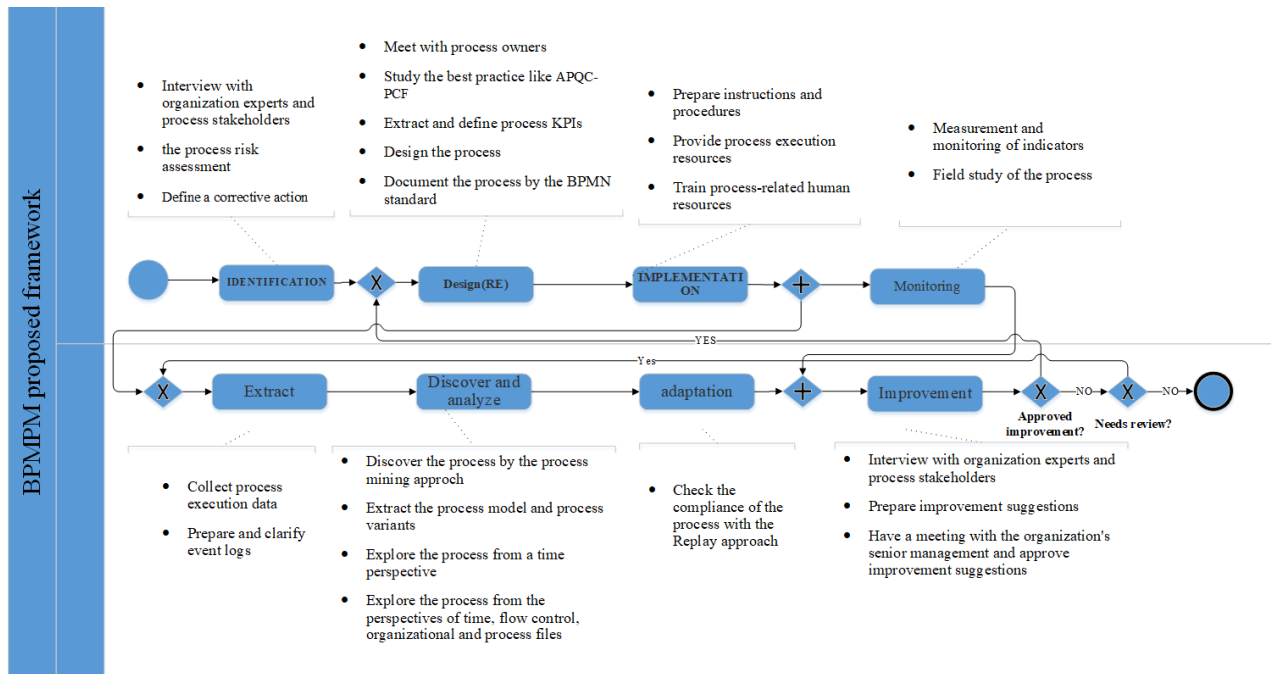 BPMPM proposed framework
• Interview with
organization experts and
process stakeholders
• the process risk
assessment
• Define a corrective action
• Meet with process owners
• Study the best practice like APQC-
PCF
• Extract and define process KPIs
• Design the process
• Document the process by the BPMN
standard
• Prepare instructions and
procedures
• Provide process execution
resources
• Train process-related human
resources
• Measurement and
monitoring of indicators
• Field study of the process
IDENTIFICATION
X
Design(RE)
IMPLEMENTATI
ON
+
Monitoring
YES
Yes
X
Extract
Discover and
analyze
adaptation
+
Improvement
X
NO
X
NO
Approved
improvement?
Needs review?
• Collect process
execution data
• Prepare and clarify
event logs
• Discover the process by the process
mining approch
• Extract the process model and process
variants
• Explore the process from a time
perspective
• Explore the process from the
perspectives of time, flow control,
organizational and process files
• Check the
compliance of the
process with the
Replay approach
• Interview with organization experts and
process stakeholders
• Prepare improvement suggestions
• Have a meeting with the organization's
senior management and approve
improvement suggestions